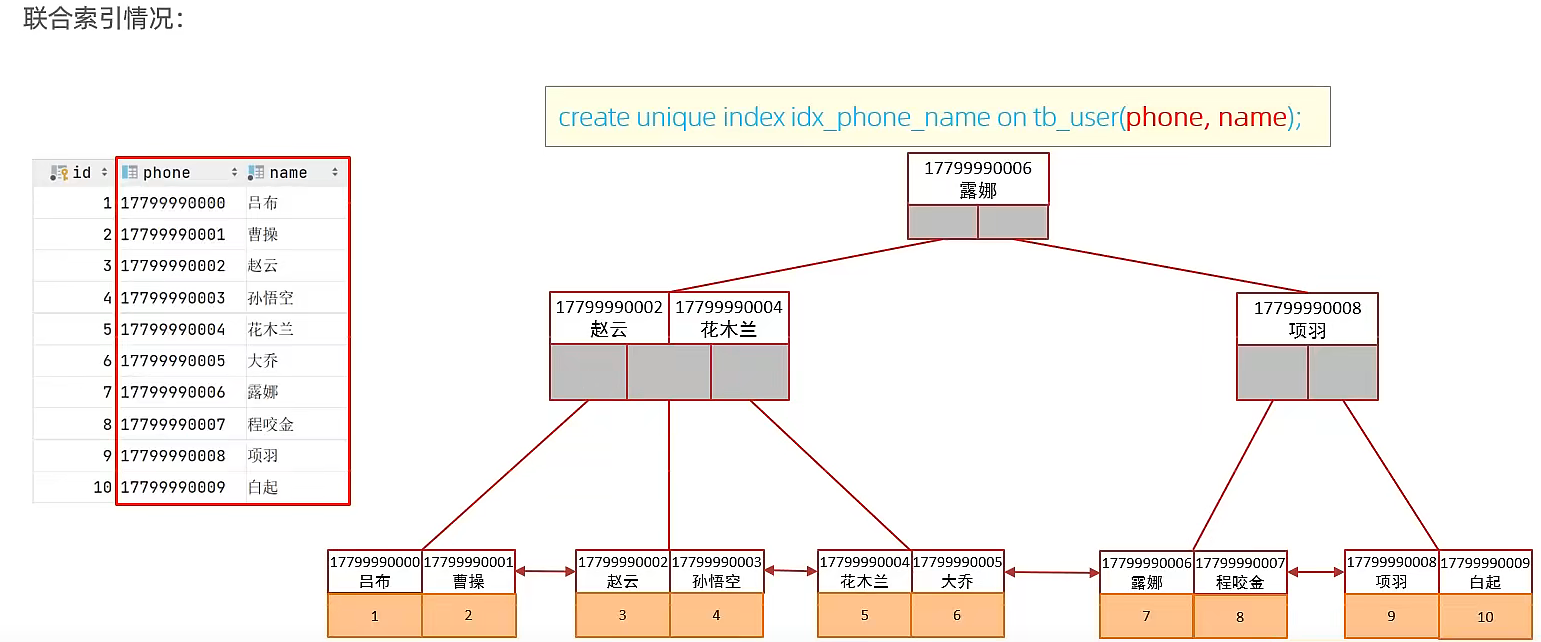 联合索引情况：
create unique index idx_phone_name on tb_user(phone, name);
id phone name
1 17799990000 吕布
2 17799990001 曹操
3 17799990002 赵云
4 17799990003 孙悟空
5 17799990004 花木兰
6 17799990005 大乔
7 17799990006 露娜
8 17799990007 程咬金
9 17799990008 项羽
10 17799990009 白起
17799990006
露娜
17799990002 17799990004
赵云 花木兰
17799990008
项羽
17799990000 17799990001 17799990002 17799990003 17799990004 17799990005 17799990006 17799990007 17799990008 17799990009
吕布 曹操 赵云 孙悟空 花木兰 大乔 露娜 程咬金 项羽 白起
1 2 3 4 5 6 7 8 9 10